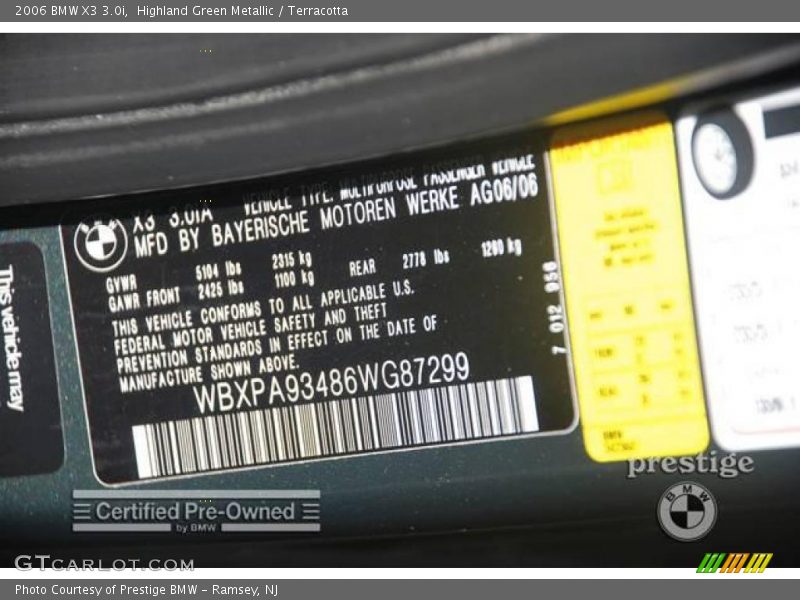 2006 BMW X3 3.0i,  Highland Green Metallic / Terracotta
X3 3.0IA VEHICLE TYPE: MULTIPURPOSE PASSENGER VEHICLE
MFD BY BAYERISCHE MOTOREN WERKE AG06/06
GVWR 5104 lbs 2315 kg
GAWR FRONT 2425 lbs 1100 kg REAR 2778 lbs 1260 kg
THIS VEHICLE CONFORMS TO ALL APPLICABLE U.S.
FEDERAL MOTOR VEHICLE SAFETY AND THEFT
PREVENTION STANDARDS IN EFFECT ON THE DATE OF
MANUFACTURE SHOWN ABOVE.
WBXPA93486WG87299
7 012 956
This vehicle may
prestige
BMW
Certified Pre-Owned
by BMW
GTcarlot.com
Photo Courtesy of Prestige BMW – Ramsey, NJ